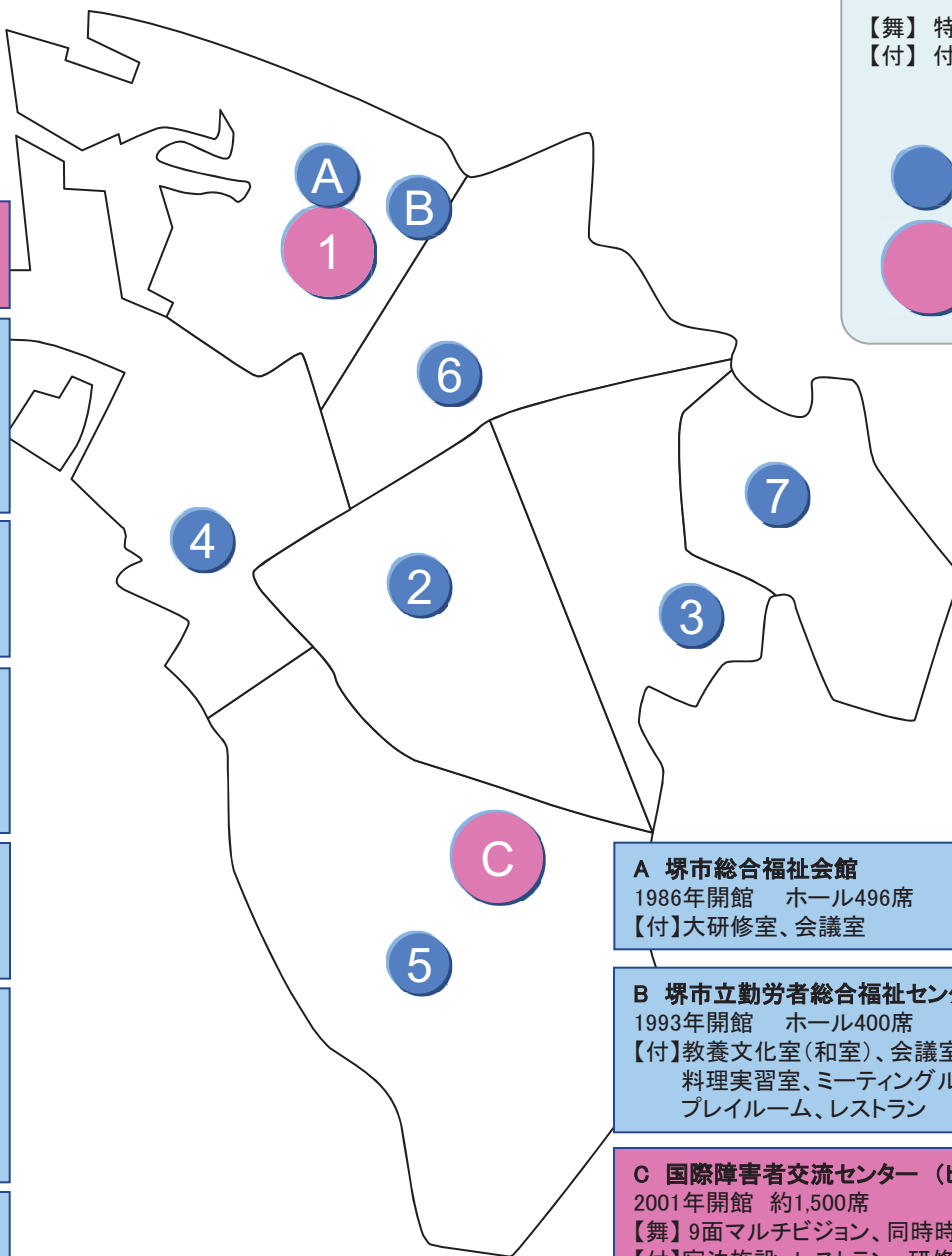 【舞】 特
【付】 付
A
B
1
6
7
4
2
3
C
5
A 堺市総合福祉会館
1986年開館 ホール496席
【付】大研修室、会議室
B 堺市立勤労者総合福祉セン
1993年開館 ホール400席
【付】教養文化室(和室)、会議室
料理実習室、ミーティングル
プレイルーム、レストラン
C 国際障害者交流センター (ビ
2001年開館 約1,500席
【舞】 9面マルチビジョン、同時